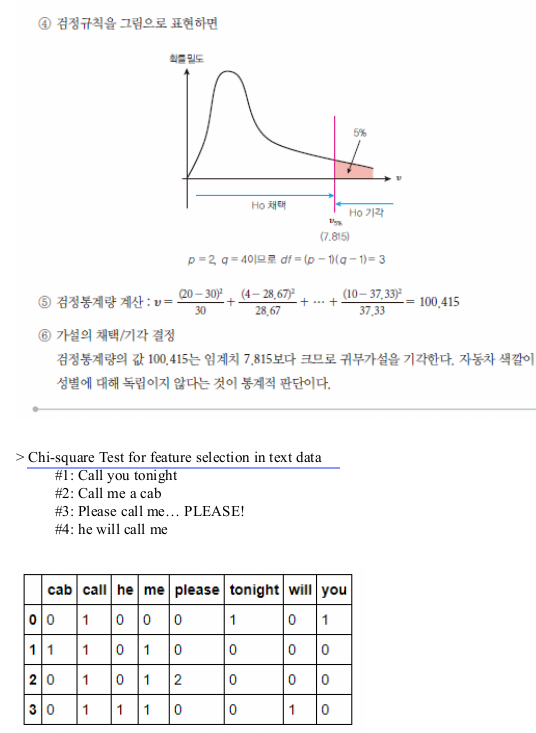 ④ 검정규칙을 그림으로 표현하면
확률밀도
5%
v
Ho 채택
Ho 기각
v5%
(7.815)
p = 2, q = 4이므로 df = (p − 1)(q − 1) = 3
⑤ 검정통계량 계산 : v = (20 − 30)²/30 + (4 − 28.67)²/28.67 + ⋯ + (10 − 37.33)²/37.33 = 100.415
⑥ 가설의 채택/기각 결정
검정통계량의 값 100.415는 임계치 7.815보다 크므로 귀무가설을 기각한다. 자동차 색깔이
성별에 대해 독립이지 않다는 것이 통계적 판단이다.
> Chi-square Test for feature selection in text data
#1: Call you tonight
#2: Call me a cab
#3: Please call me… PLEASE!
#4: he will call me
cab call he me please tonight will you
0 0 1 0 0 0 1 0 1
1 1 1 0 1 0 0 0 0
2 0 1 0 1 2 0 0 0
3 0 1 1 1 0 0 1 0